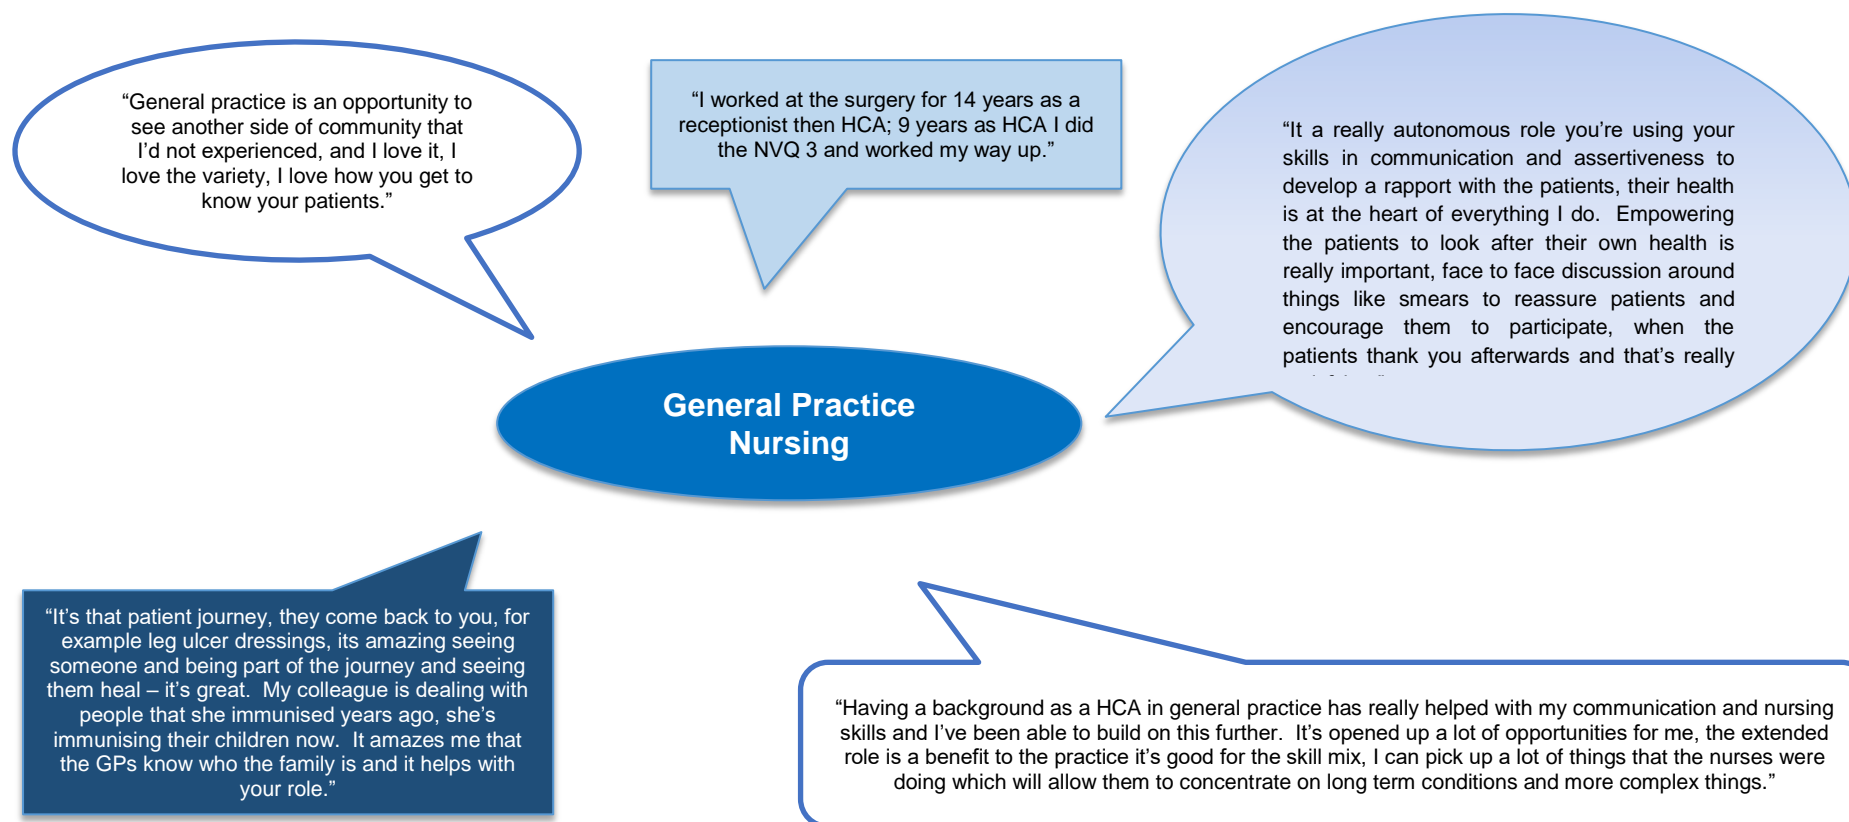 “General practice is an opportunity to
see another side of community that
I’d not experienced, and I love it, I
love the variety, I love how you get to
know your patients.”
“I worked at the surgery for 14 years as a
receptionist then HCA; 9 years as HCA I did
the NVQ 3 and worked my way up.”
“It a really autonomous role you’re using your
skills in communication and assertiveness to
develop a rapport with the patients, their health
is at the heart of everything I do.  Empowering
the patients to look after their own health is
really important, face to face discussion around
things like smears to reassure patients and
encourage them to participate, when the
patients thank you afterwards and that’s really
General Practice
Nursing
“It’s that patient journey, they come back to you, for
example leg ulcer dressings, its amazing seeing
someone and being part of the journey and seeing
them heal – it’s great.  My colleague is dealing with
people that she immunised years ago, she’s
immunising their children now.  It amazes me that
the GPs know who the family is and it helps with
your role.”
“Having a background as a HCA in general practice has really helped with my communication and nursing
skills and I’ve been able to build on this further.  It’s opened up a lot of opportunities for me, the extended
role is a benefit to the practice it’s good for the skill mix, I can pick up a lot of things that the nurses were
doing which will allow them to concentrate on long term conditions and more complex things.”